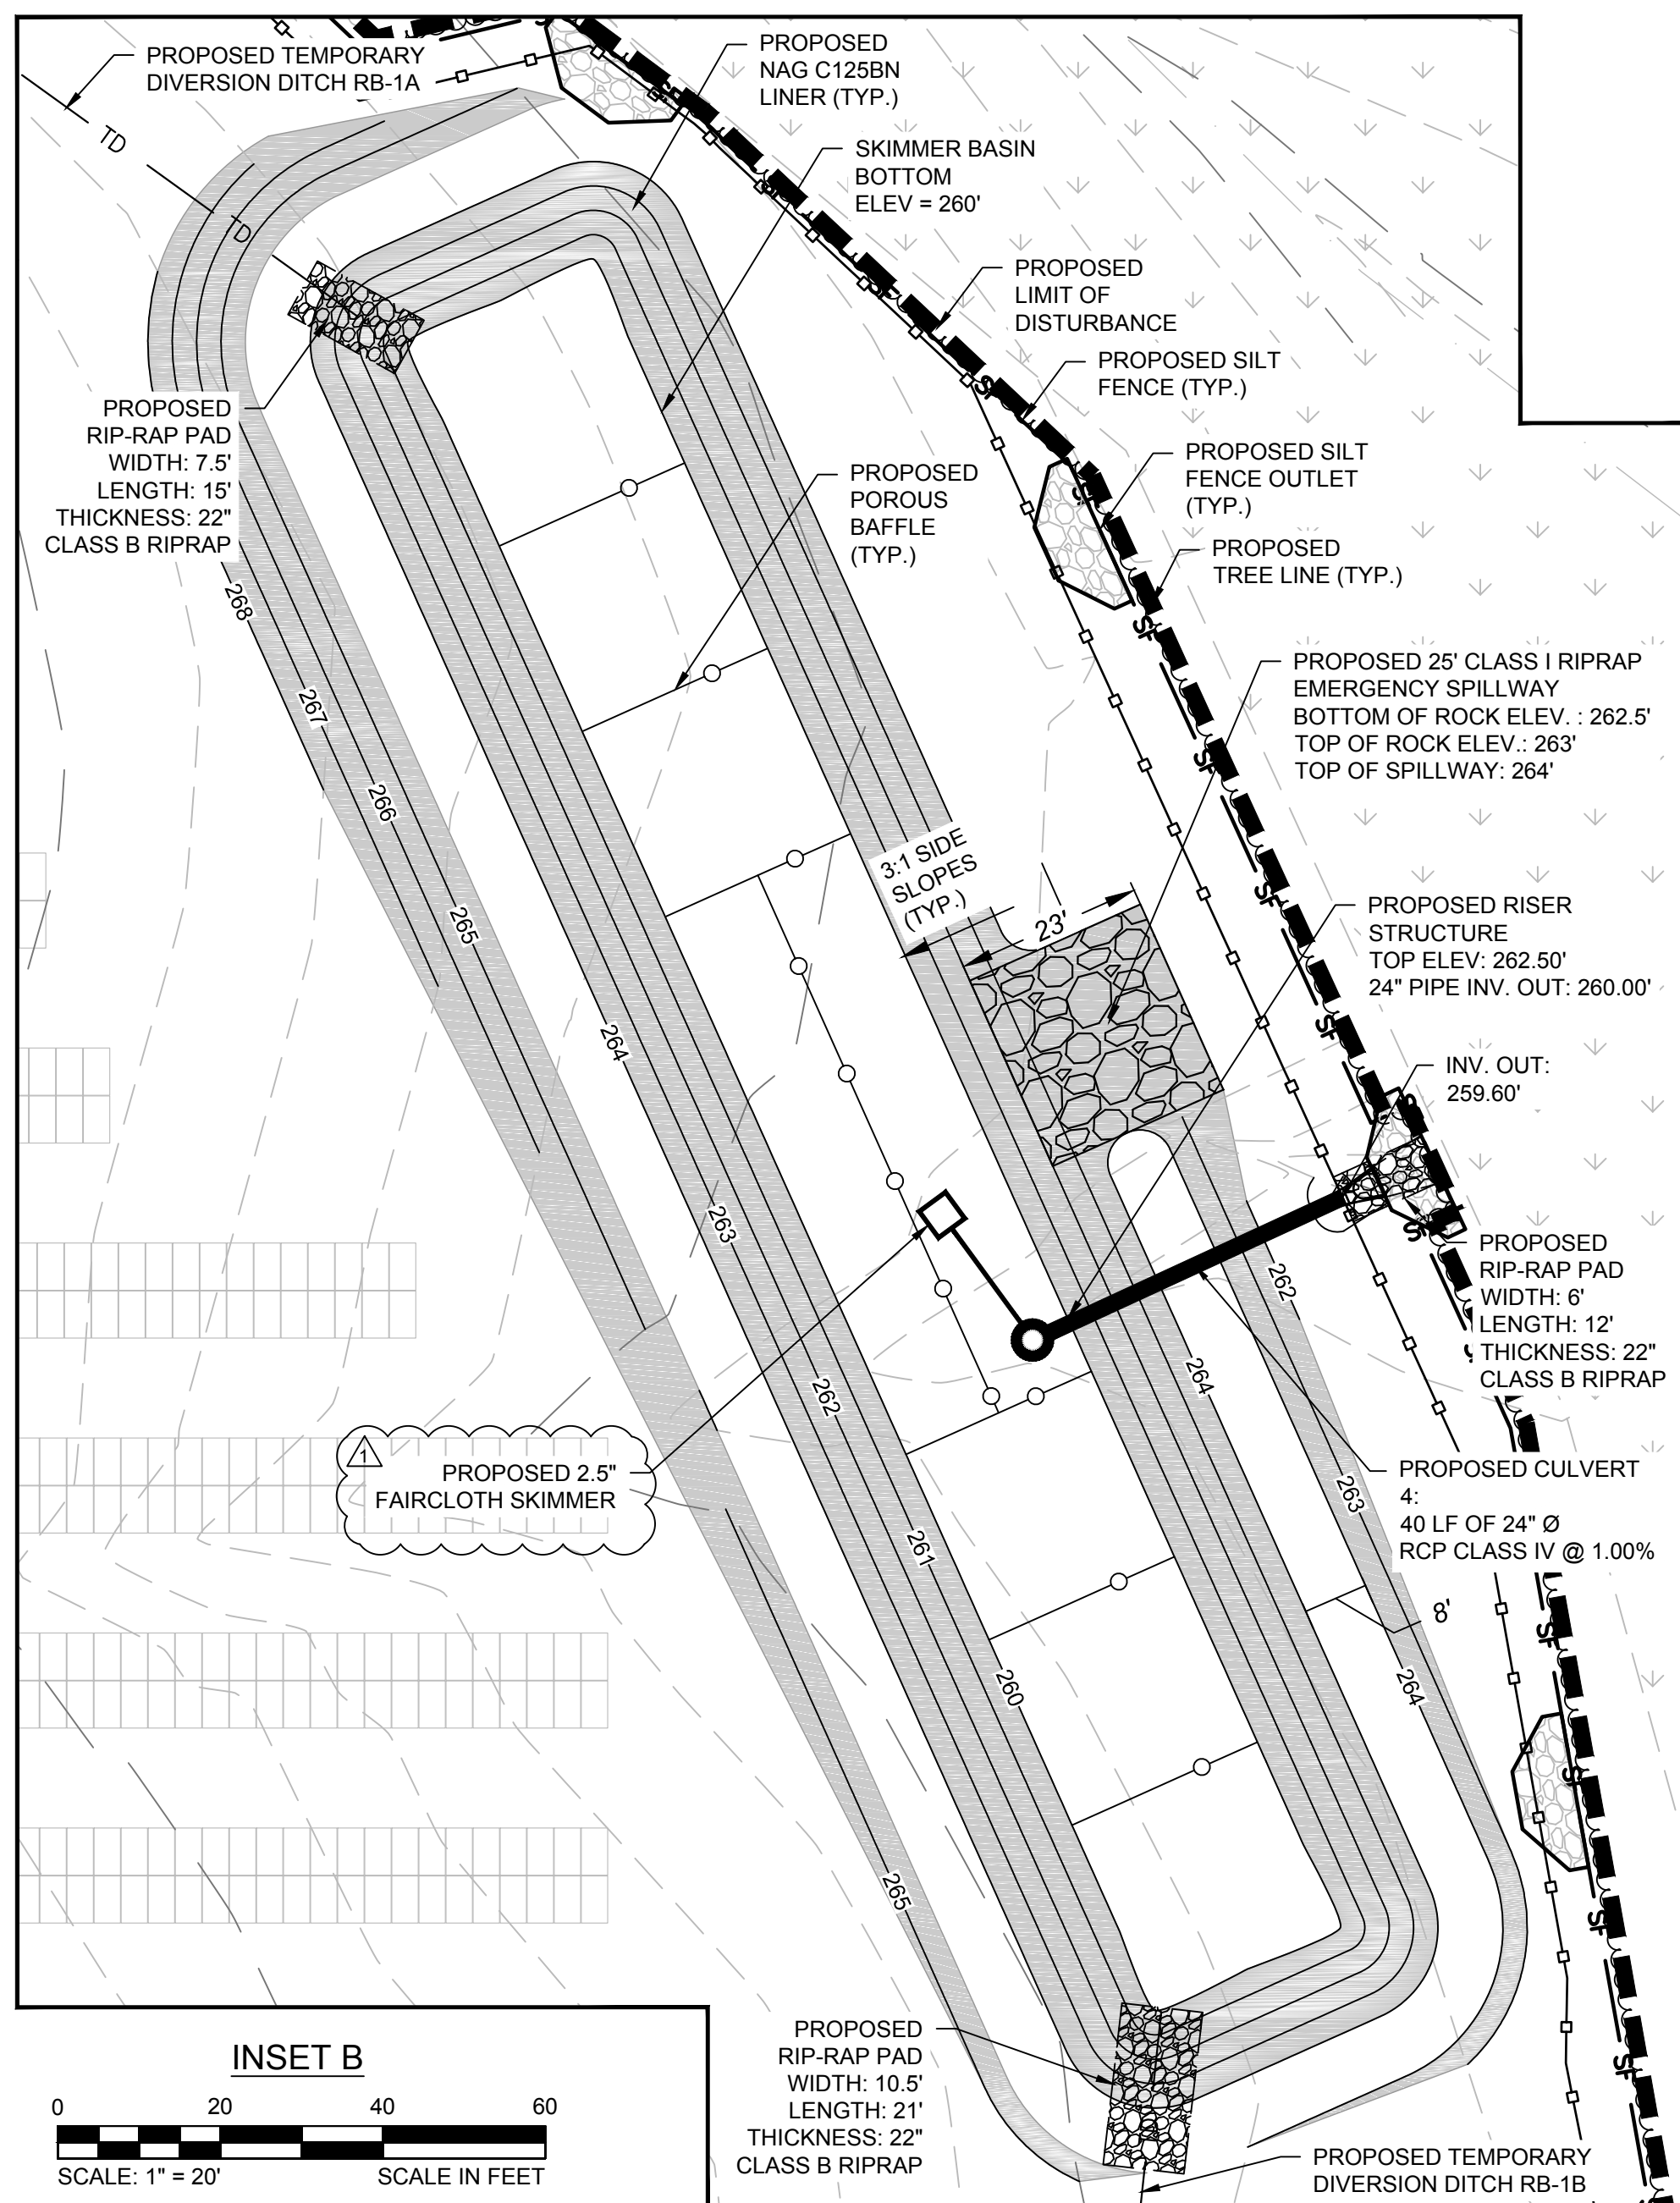 PROPOSED TEMPORARY
DIVERSION DITCH RB-1A
TD
TD
PROPOSED
NAG C125BN
LINER (TYP.)
SKIMMER BASIN
BOTTOM
ELEV = 260'
PROPOSED
LIMIT OF
DISTURBANCE
PROPOSED SILT
FENCE (TYP.)
PROPOSED
RIP-RAP PAD
WIDTH: 7.5'
LENGTH: 15'
THICKNESS: 22"
CLASS B RIPRAP
PROPOSED
POROUS
BAFFLE
(TYP.)
PROPOSED SILT
FENCE OUTLET
(TYP.)
PROPOSED
TREE LINE (TYP.)
SF
268
267
266
265
PROPOSED 25' CLASS I RIPRAP
EMERGENCY SPILLWAY
BOTTOM OF ROCK ELEV. : 262.5'
TOP OF ROCK ELEV.: 263'
TOP OF SPILLWAY: 264'
SF
3:1 SIDE
SLOPES
(TYP.)
23'
SF
PROPOSED RISER
STRUCTURE
TOP ELEV: 262.50'
24" PIPE INV. OUT: 260.00'
SF
INV. OUT:
259.60'
264
263
262
261
260
262
263
264
264
PROPOSED
RIP-RAP PAD
WIDTH: 6'
LENGTH: 12'
THICKNESS: 22"
CLASS B RIPRAP
1
PROPOSED 2.5"
FAIRCLOTH SKIMMER
PROPOSED CULVERT
4:
40 LF OF 24" Ø
RCP CLASS IV @ 1.00%
8'
SF
SF
SF
SF
265
PROPOSED
RIP-RAP PAD
WIDTH: 10.5'
LENGTH: 21'
THICKNESS: 22"
CLASS B RIPRAP
PROPOSED TEMPORARY
DIVERSION DITCH RB-1B
INSET B
0 20 40 60
SCALE: 1" = 20' SCALE IN FEET